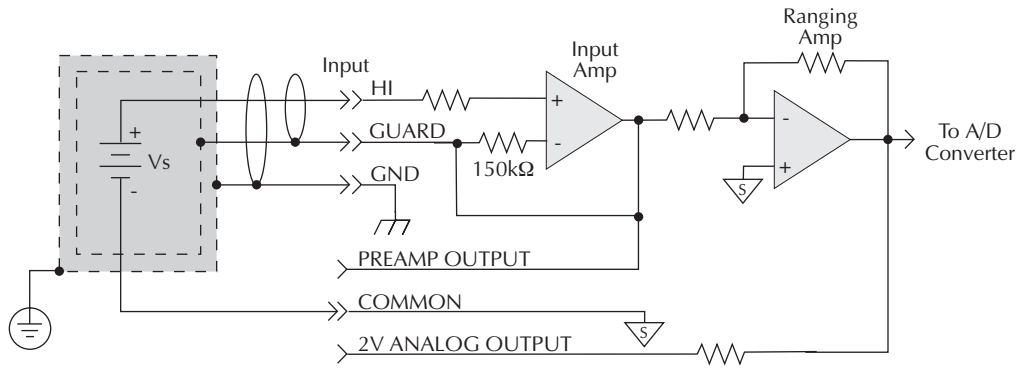 Ranging
Amp
Input
Amp
Input
HI
+
-
GUARD
150kΩ
GND
+
Vs
-
-
+
S
To A/D
Converter
PREAMP OUTPUT
COMMON
S
2V ANALOG OUTPUT